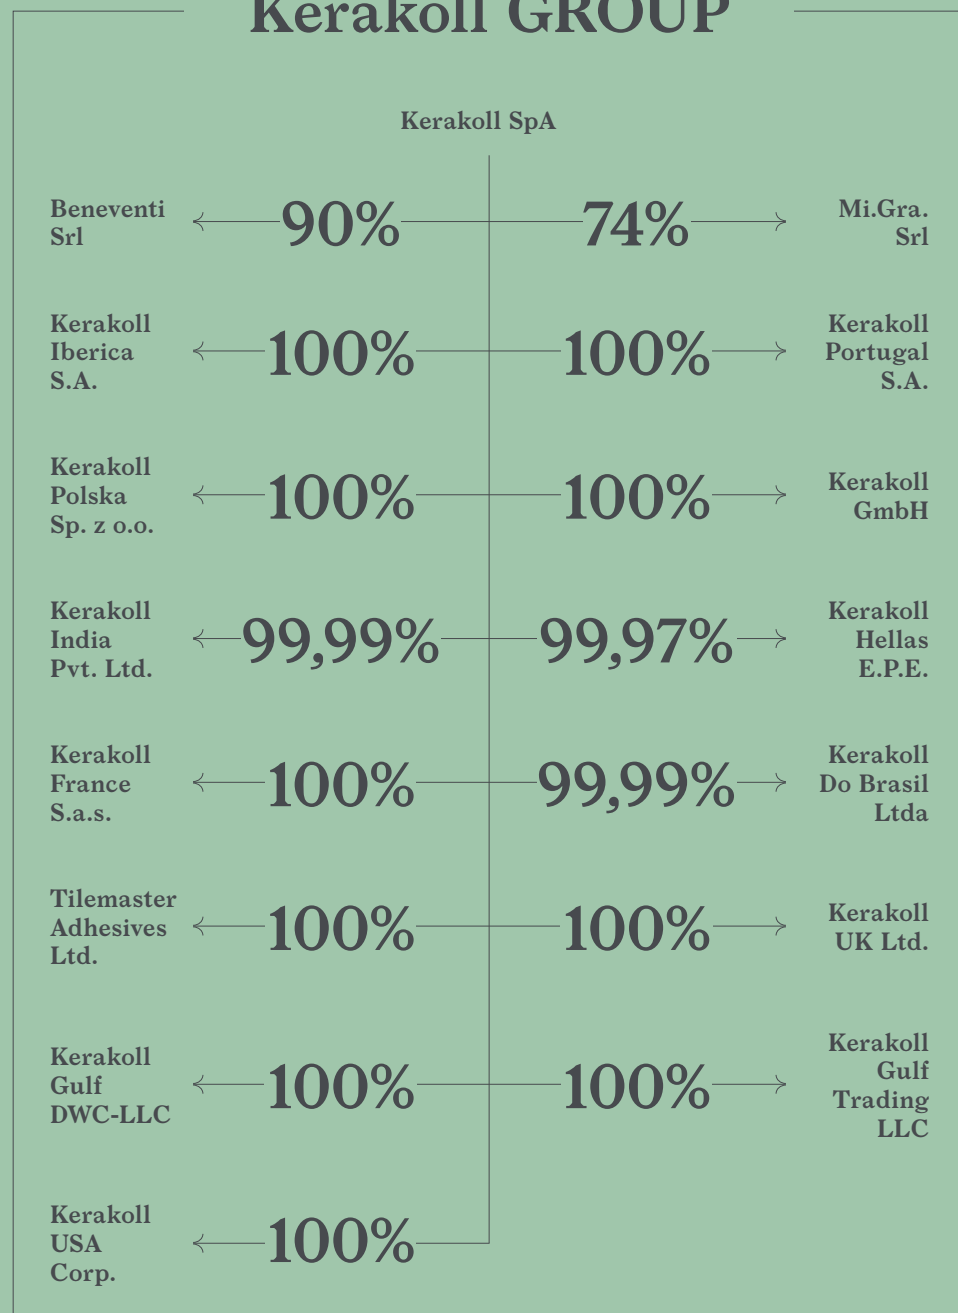 Kerakoll GROUP
Kerakoll SpA
Beneventi
Srl
90%
74%
Mi.Gra.
Srl
Kerakoll
Iberica
S.A.
100%
100%
Kerakoll
Portugal
S.A.
Kerakoll
Polska
Sp. z o.o.
100%
100%
Kerakoll
GmbH
Kerakoll
India
Pvt. Ltd.
99,99%
99,97%
Kerakoll
Hellas
E.P.E.
Kerakoll
France
S.a.s.
100%
99,99%
Kerakoll
Do Brasil
Ltda
Tilemaster
Adhesives
Ltd.
100%
100%
Kerakoll
UK Ltd.
Kerakoll
Gulf
DWC-LLC
100%
100%
Kerakoll
Gulf
Trading
LLC
Kerakoll
USA
Corp.
100%